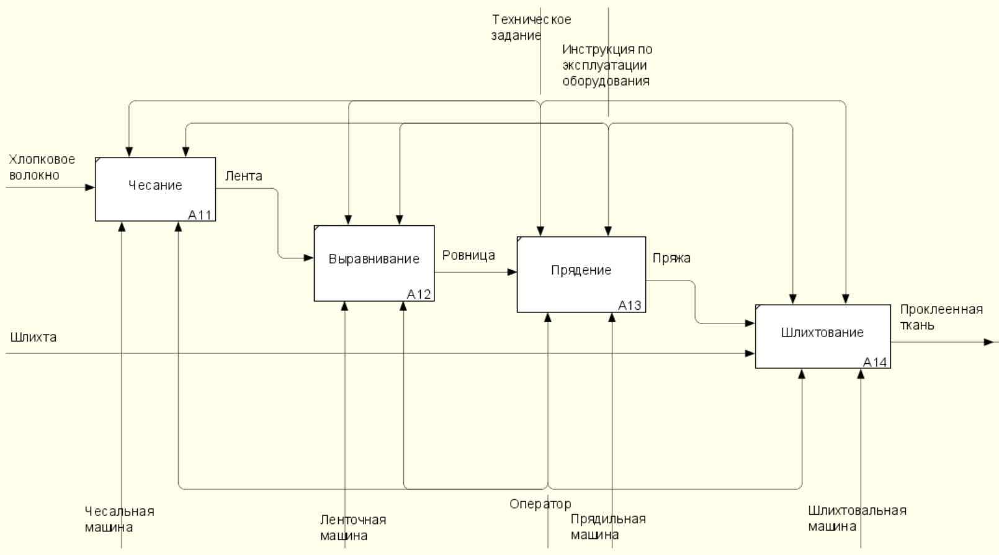 Техническое
задание
Инструкция по
эксплуатации
оборудования
Хлопковое
волокно
Чесание
A11
Лента
Выравнивание
A12
Ровница
Прядение
A13
Пряжа
Шлихтование
A14
Проклеенная
ткань
Шлихта
Чесальная
машина
Ленточная
машина
Оператор
Прядильная
машина
Шлихтовальная
машина